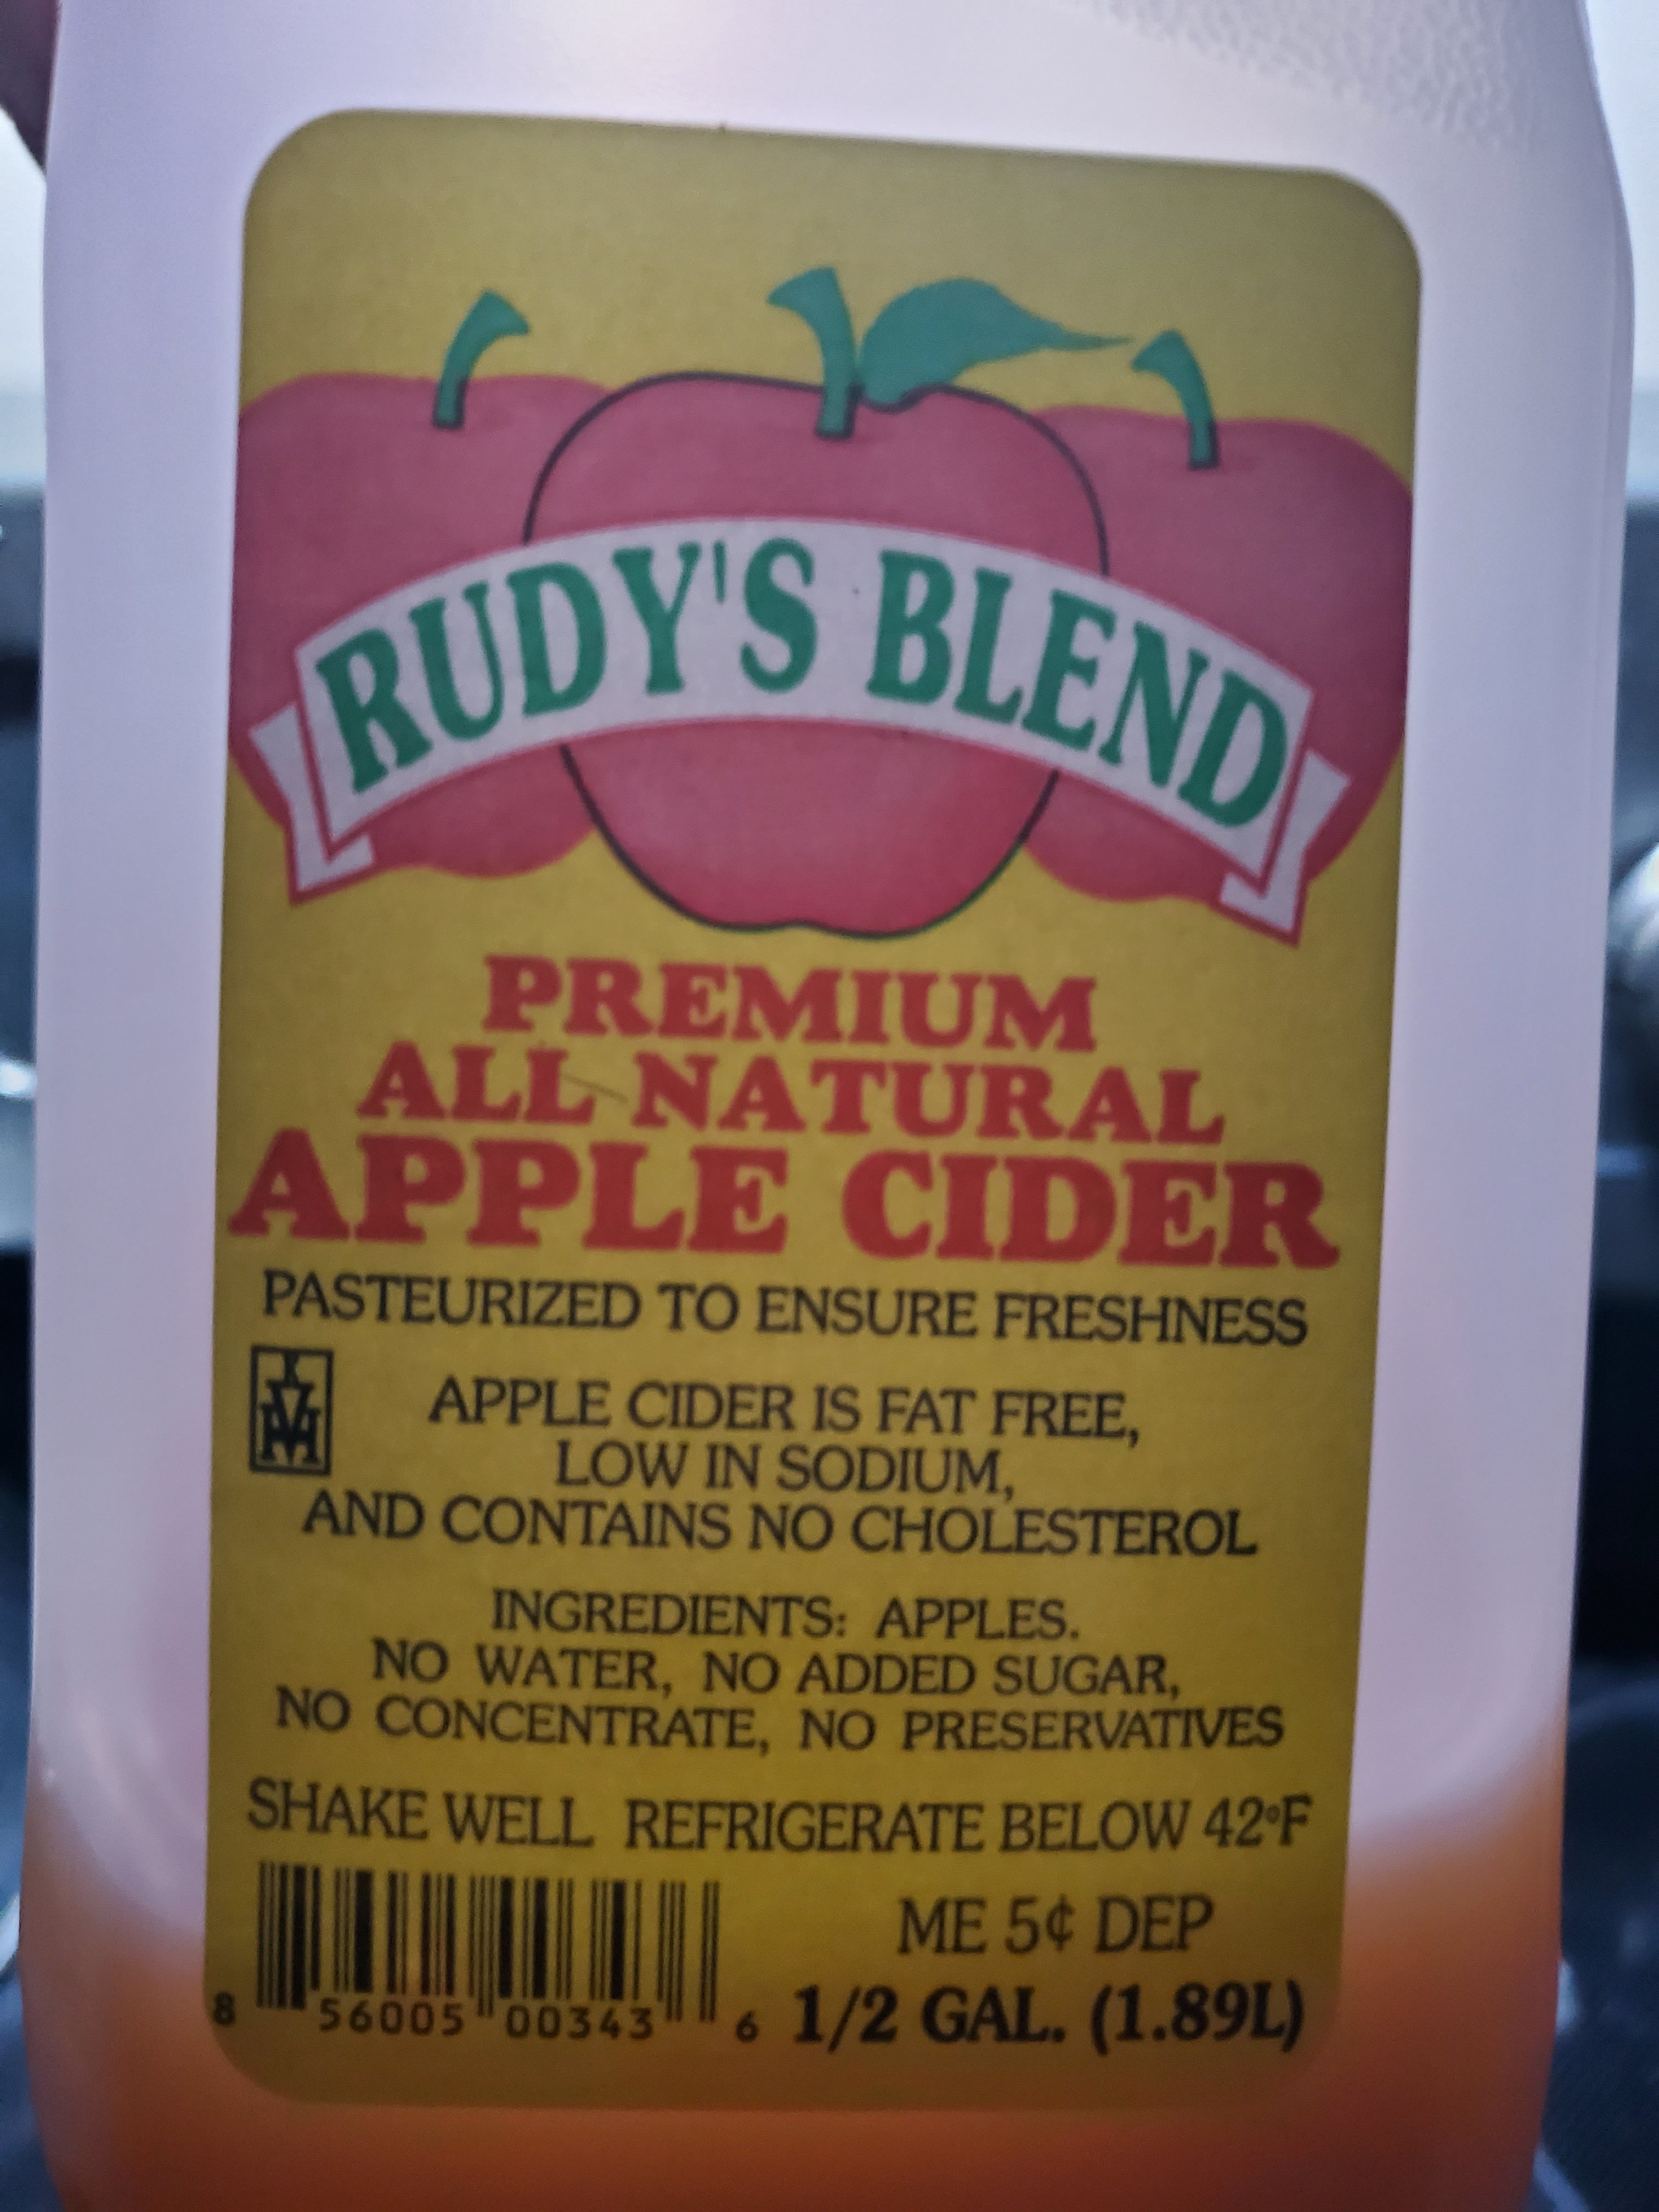 RUDY'S BLEND
PREMIUM
ALL NATURAL
APPLE CIDER
PASTEURIZED TO ENSURE FRESHNESS
APPLE CIDER IS FAT FREE,
LOW IN SODIUM,
AND CONTAINS NO CHOLESTEROL
INGREDIENTS: APPLES.
NO WATER, NO ADDED SUGAR,
NO CONCENTRATE, NO PRESERVATIVES
SHAKE WELL REFRIGERATE BELOW 42°F
ME 5¢ DEP
8 56005 00343 6
1/2 GAL. (1.89L)